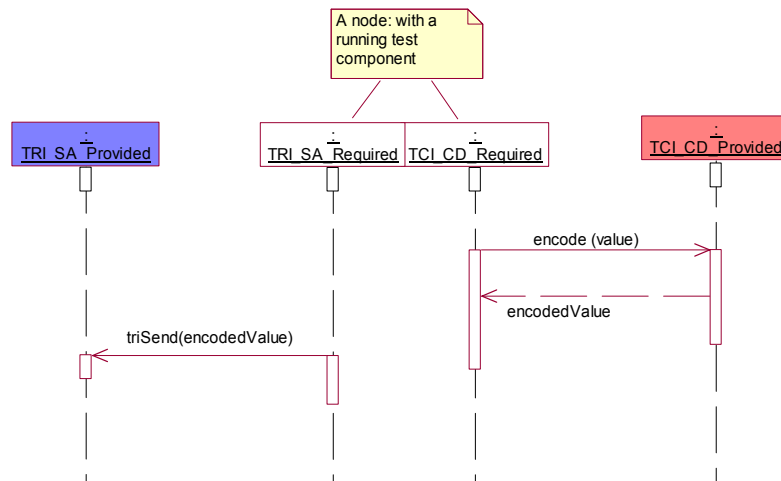 A node: with a
running test
component
:
TRI_SA_Provided
:
TRI_SA_Required
:
TCI_CD_Required
:
TCI_CD_Provided
encode (value)
encodedValue
triSend(encodedValue)